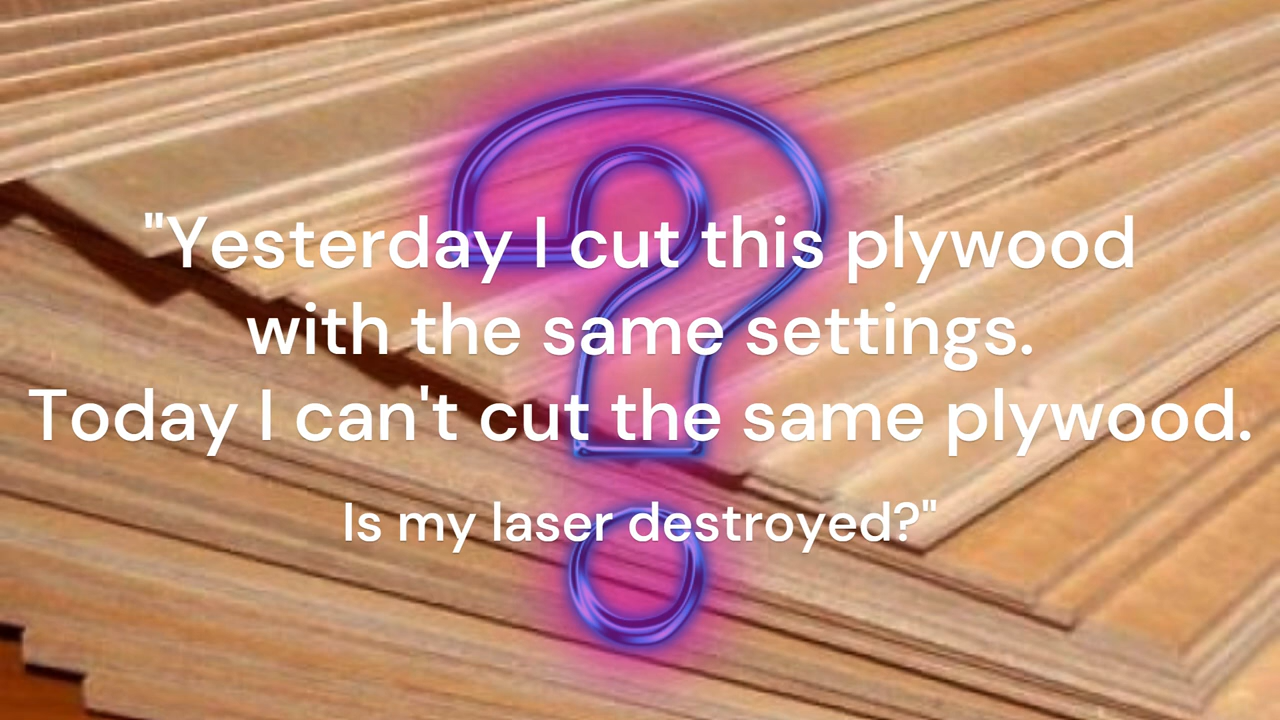 "Yesterday I cut this plywood
with the same settings.
Today I can't cut the same plywood.
Is my laser destroyed?"